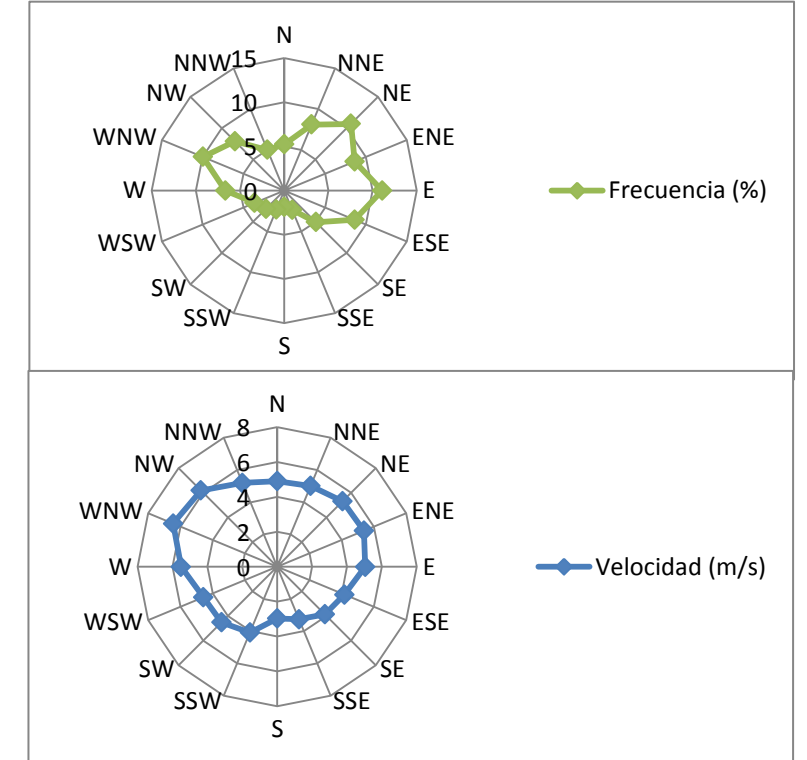 N
NNW 15 NNE
NW 10 NE
WNW 5 ENE
W 0 E
Frecuencia (%)
WSW ESE
SW SE
SSW SSE
S
N
NNW 8 NNE
NW 6 NE
WNW 4 ENE
2
W 0 E
Velocidad (m/s)
WSW ESE
SW SE
SSW SSE
S